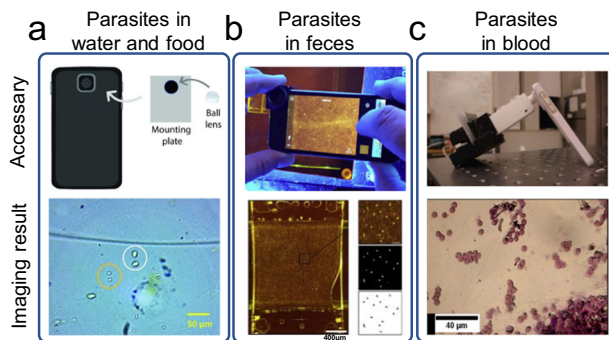 a
Parasites in
water and food
b
Parasites
in feces
c
Parasites
in blood
Accessary
Mounting
plate
Ball
lens
Imaging result
50 µm
400µm
40 µm